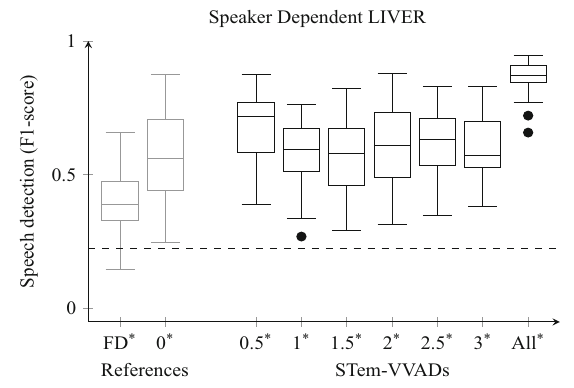 Speaker Dependent LIVER
Speech detection (F1-score)
1
0.5
0
FD* 0* 0.5* 1* 1.5* 2* 2.5* 3* All*
References STem-VVADs